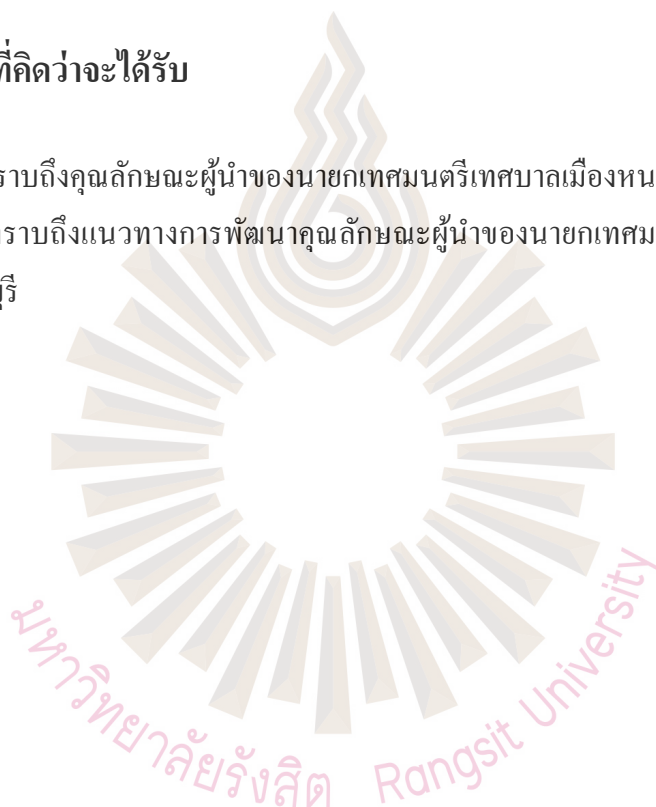 ที่คิดว่าจะได้รับ
ราบถึงคุณลักษณะผู้นำของนายกเทศมนตรีเทศบาลเมืองหน
ราบถึงแนวทางการพัฒนาคุณลักษณะผู้นำของนายกเทศม
รี
มหาวิทยาลัยรังสิต Rangsit University